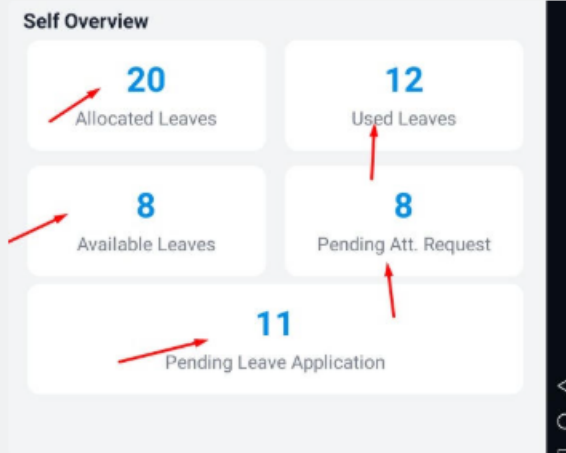 Self Overview
20
12
Allocated Leaves
Used Leaves
8
8
Available Leaves
Pending Att. Request
11
Pending Leave Application